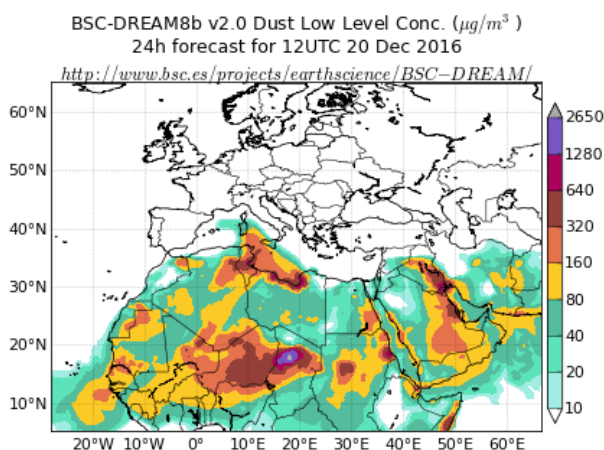 BSC-DREAM8b v2.0 Dust Low Level Conc. (μg/m³ )
24h forecast for 12UTC 20 Dec 2016
http://www.bsc.es/projects/earthscience/BSC−DREAM/
60°N
50°N
40°N
30°N
20°N
10°N
20°W 10°W 0° 10°E 20°E 30°E 40°E 50°E 60°E
2650
1280
640
320
160
80
40
20
10